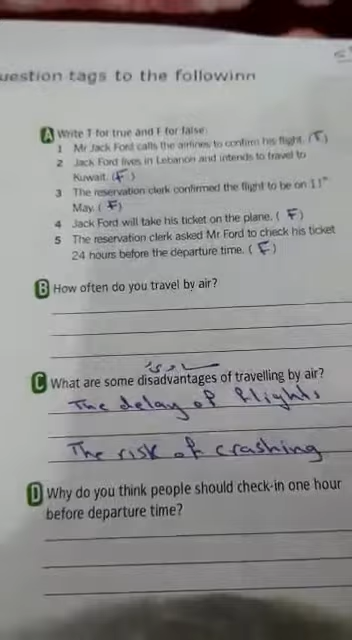 uestion tags to the followinn
A Write T for true and F for false:
1 Mr Jack Ford calls the airlines to confirm his flight. (T)
2 Jack Ford lives in Lebanon and intends to travel to
Kuwait. (F)
3 The reservation clerk confirmed the flight to be on 11th
May. (F)
4 Jack Ford will take his ticket on the plane. (F)
5 The reservation clerk asked Mr Ford to check his ticket
24 hours before the departure time. (F)
B How often do you travel by air?
C What are some disadvantages of travelling by air?
The delay of flights
The risk of crashing
D Why do you think people should check-in one hour
before departure time?